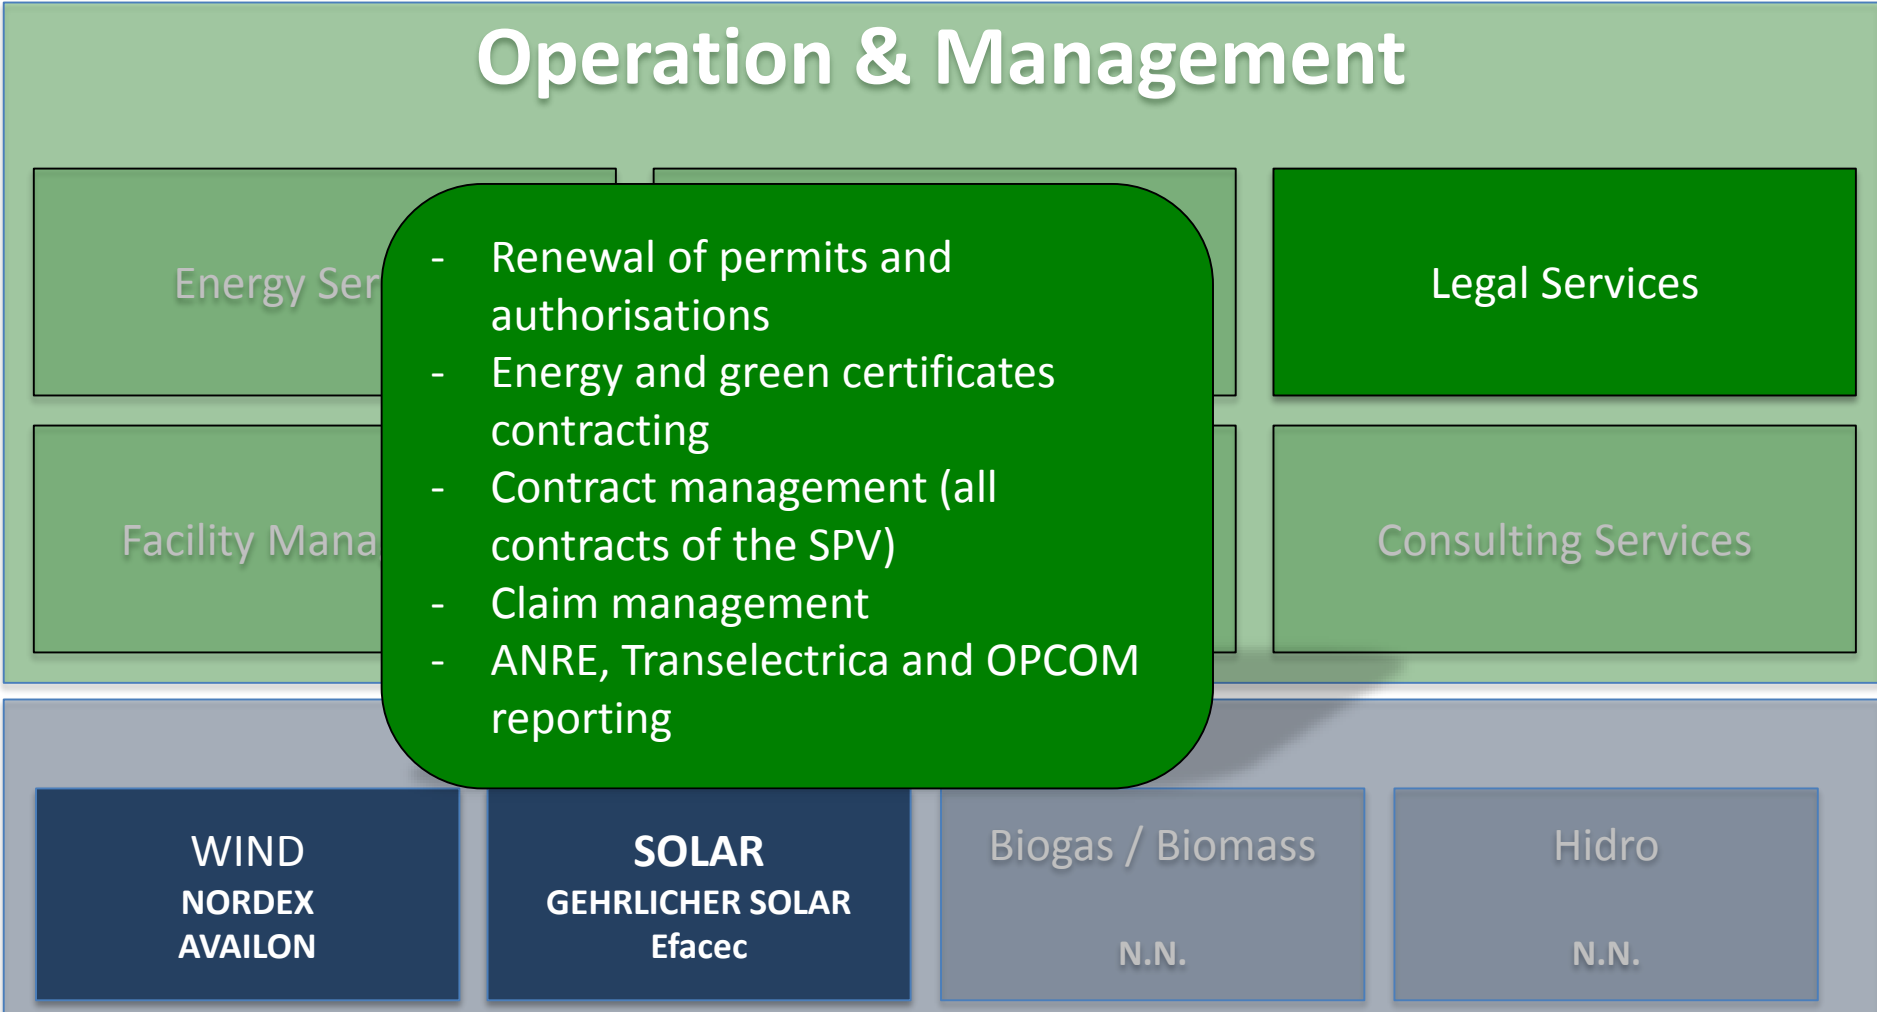 Operation & Management
Energy Ser
- Renewal of permits and
authorisations
- Energy and green certificates
contracting
- Contract management (all
contracts of the SPV)
- Claim management
- ANRE, Transelectrica and OPCOM
reporting
Legal Services
Facility Mana
Consulting Services
WIND
NORDEX
AVAILON
SOLAR
GEHRLICHER SOLAR
Efacec
Biogas / Biomass
N.N.
Hidro
N.N.